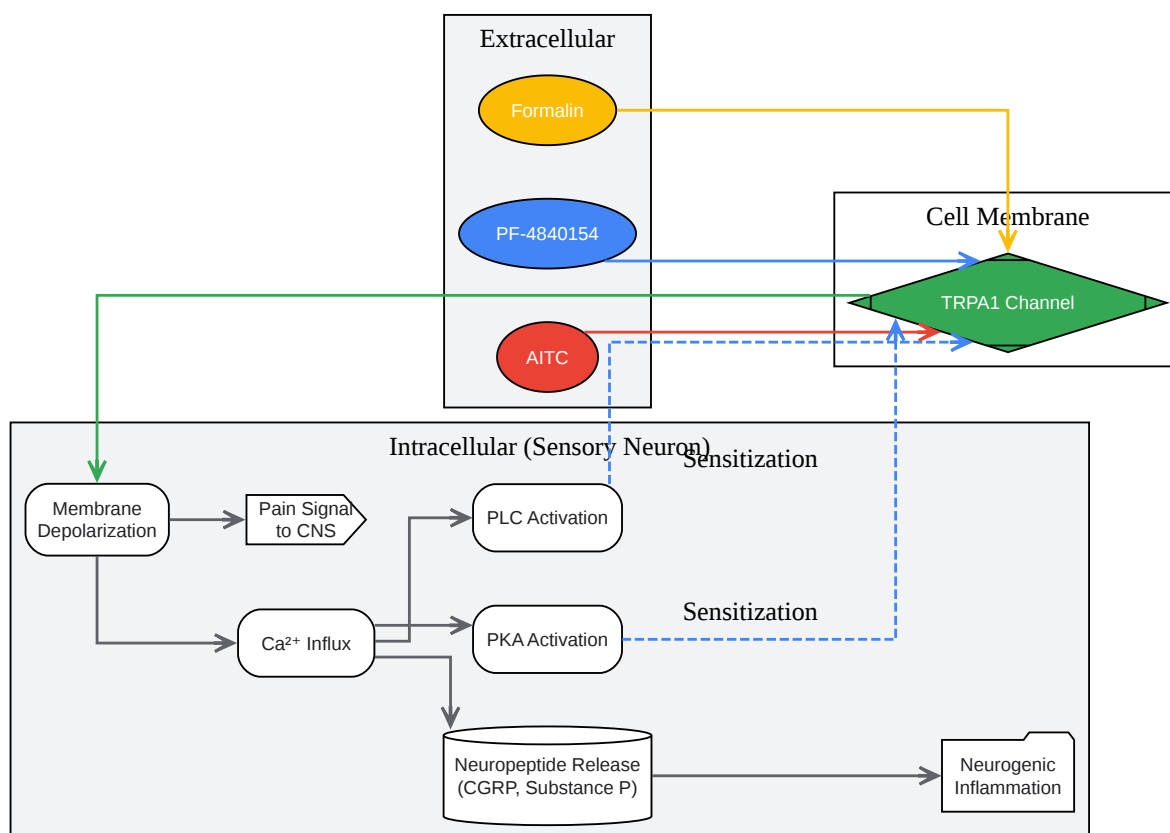 Extracellular
Formalin
PF-4840154
AITC
Cell Membrane
TRPA1 Channel
Intracellular (Sensory Neuron)
Sensitization
Membrane
Depolarization
Pain Signal
to CNS
PLC Activation
Ca²⁺ Influx
PKA Activation
Sensitization
Neuropeptide Release
(CGRP, Substance P)
Neurogenic
Inflammation